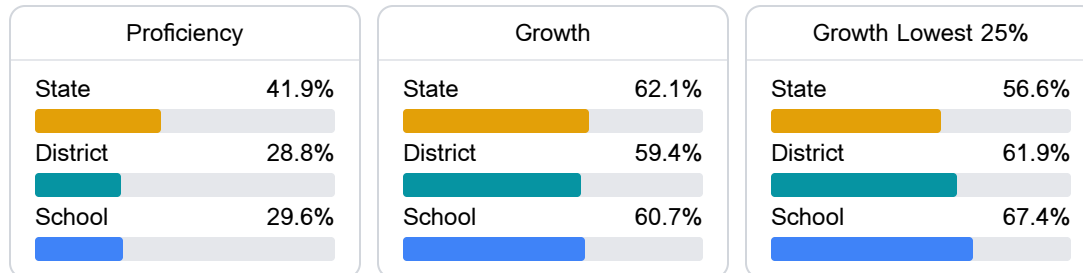 Proficiency
State 41.9%
District 28.8%
School 29.6%
Growth
State 62.1%
District 59.4%
School 60.7%
Growth Lowest 25%
State 56.6%
District 61.9%
School 67.4%